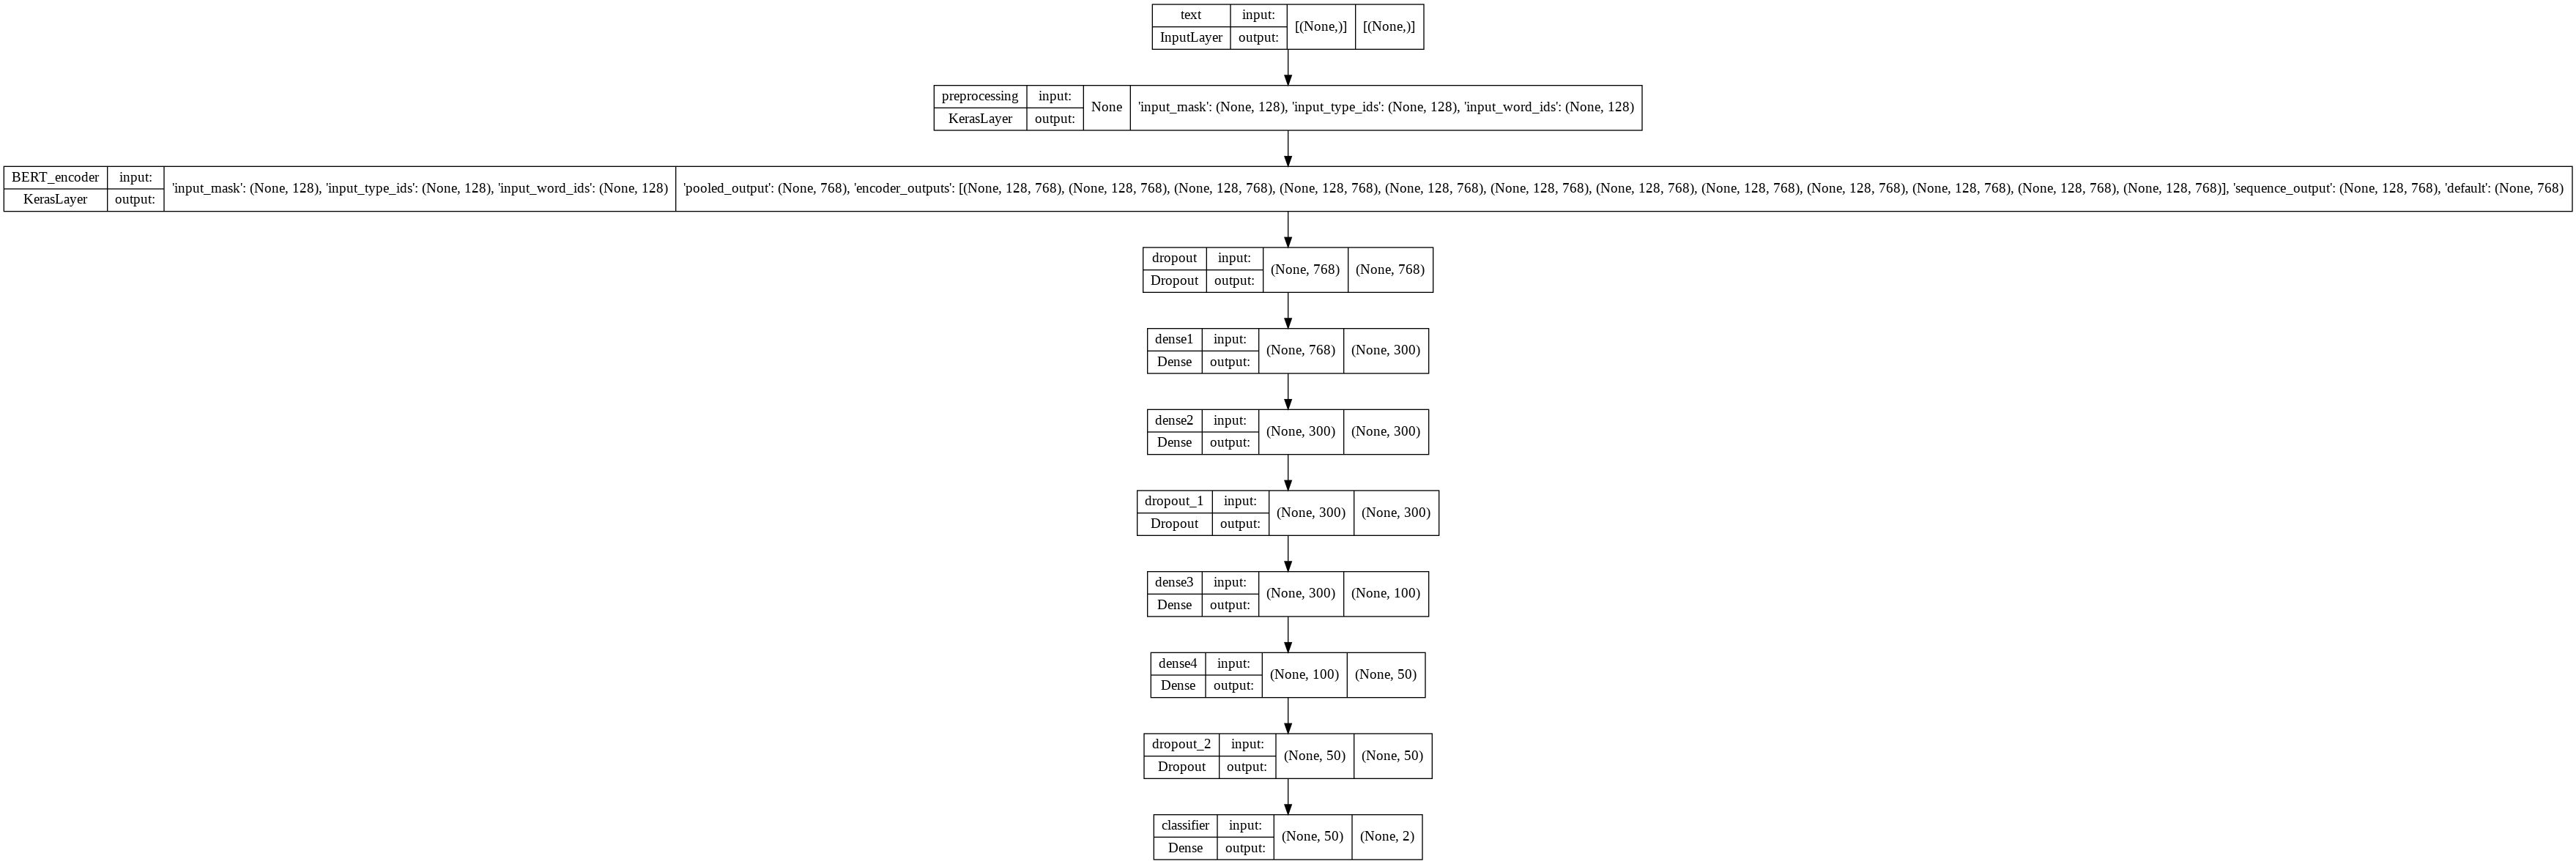 text input: [(None,)] [(None,)]
InputLayer output:
preprocessing input: None 'input_mask': (None, 128), 'input_type_ids': (None, 128), 'input_word_ids': (None, 128)
KerasLayer output:
BERT_encoder input: 'input_mask': (None, 128), 'input_type_ids': (None, 128), 'input_word_ids': (None, 128) 'pooled_output': (None, 768), 'encoder_outputs': [(None, 128, 768), (None, 128, 768), (None, 128, 768), (None, 128, 768), (None, 128, 768), (None, 128, 768), (None, 128, 768), (None, 128, 768), (None, 128, 768), (None, 128, 768), (None, 128, 768), (None, 128, 768)], 'sequence_output': (None, 128, 768), 'default': (None, 768)
KerasLayer output:
dropout input: (None, 768) (None, 768)
Dropout output:
dense1 input: (None, 768) (None, 300)
Dense output:
dense2 input: (None, 300) (None, 300)
Dense output:
dropout_1 input: (None, 300) (None, 300)
Dropout output:
dense3 input: (None, 300) (None, 100)
Dense output:
dense4 input: (None, 100) (None, 50)
Dense output:
dropout_2 input: (None, 50) (None, 50)
Dropout output:
classifier input: (None, 50) (None, 2)
Dense output: